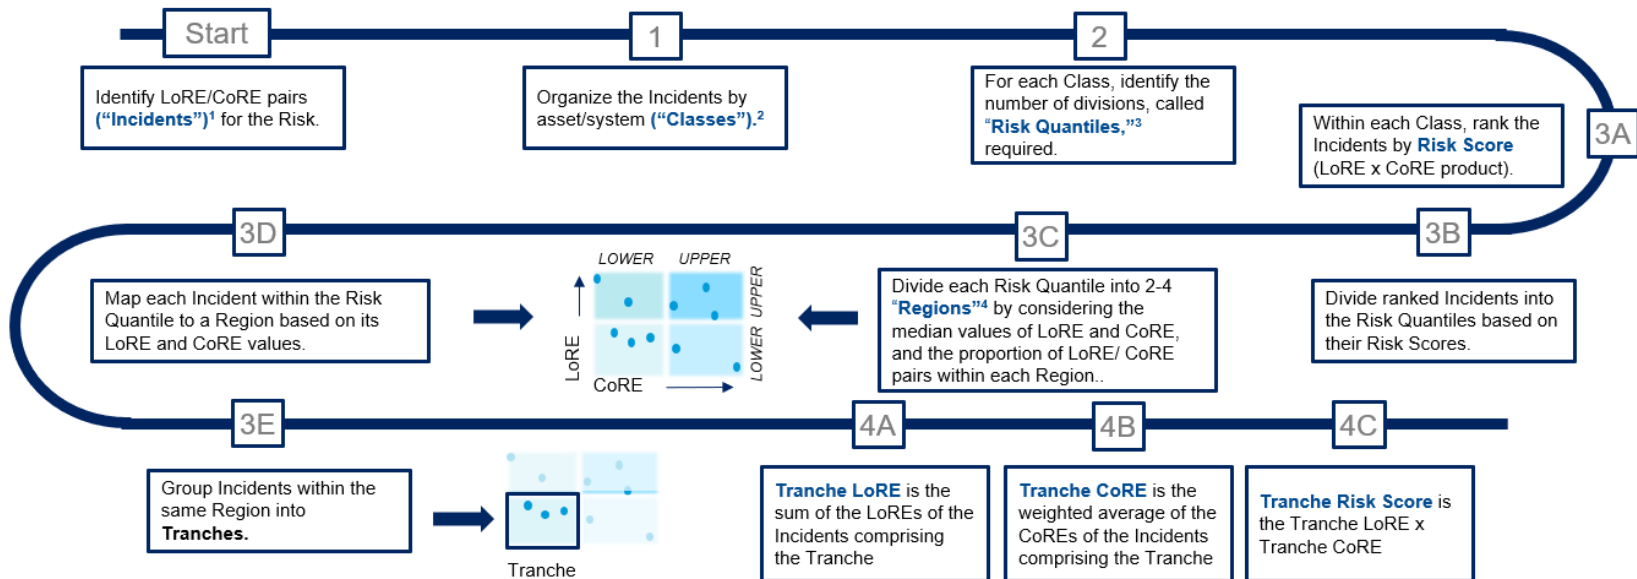 Start
1
2
Identify LoRE/CoRE pairs
(“Incidents”)¹ for the Risk.
Organize the Incidents by
asset/system (“Classes”).²
For each Class, identify the
number of divisions, called
“Risk Quantiles,”³
required.
3A
Within each Class, rank the
Incidents by Risk Score
(LoRE x CoRE product).
3B
Divide ranked Incidents into
the Risk Quantiles based on
their Risk Scores.
3C
Divide each Risk Quantile into 2-4
“Regions”⁴ by considering the
median values of LoRE and CoRE,
and the proportion of LoRE/ CoRE
pairs within each Region..
LOWER
UPPER
UPPER
LOWER
LoRE
CoRE
3D
Map each Incident within the Risk
Quantile to a Region based on its
LoRE and CoRE values.
3E
Group Incidents within the
same Region into
Tranches.
Tranche
4A
Tranche LoRE is the
sum of the LoREs of the
Incidents comprising
the Tranche
4B
Tranche CoRE is the
weighted average of the
CoREs of the Incidents
comprising the Tranche
4C
Tranche Risk Score is
the Tranche LoRE x
Tranche CoRE